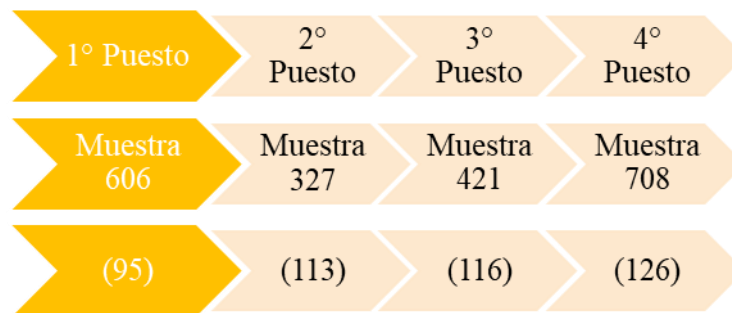 1° Puesto
2°
Puesto
3°
Puesto
4°
Puesto
Muestra
606
Muestra
327
Muestra
421
Muestra
708
(95)
(113)
(116)
(126)